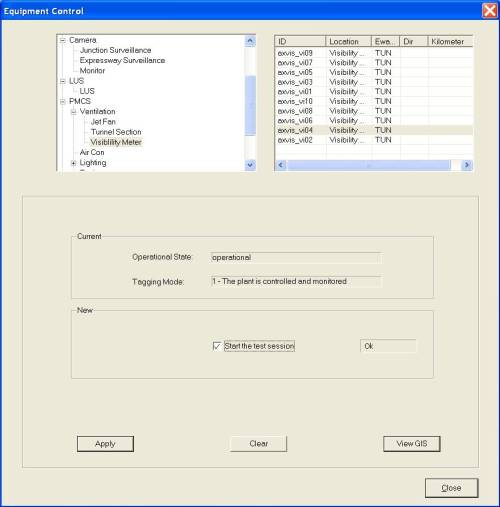 Equipment Control
Camera
Junction Surveillance
Expressway Surveillance
Monitor
LUS
LUS
PMCS
Ventilation
Jet Fan
Tunnel Section
Visiblility Meter
Air Con
Lighting
ID Location Ewa... Dir Kilometer
axvis_vi09 Visibility ... TUN
axvis_vi07 Visibility ... TUN
axvis_vi05 Visibility ... TUN
axvis_vi03 Visibility ... TUN
axvis_vi01 Visibility ... TUN
axvis_vi10 Visibility ... TUN
axvis_vi08 Visibility ... TUN
axvis_vi06 Visibility ... TUN
axvis_vi04 Visibility ... TUN
axvis_vi02 Visibility ... TUN
Current
Operational State: operational
Tagging Mode: 1 - The plant is controlled and monitored
New
Start the test session Ok
Apply Clear View GIS
Close